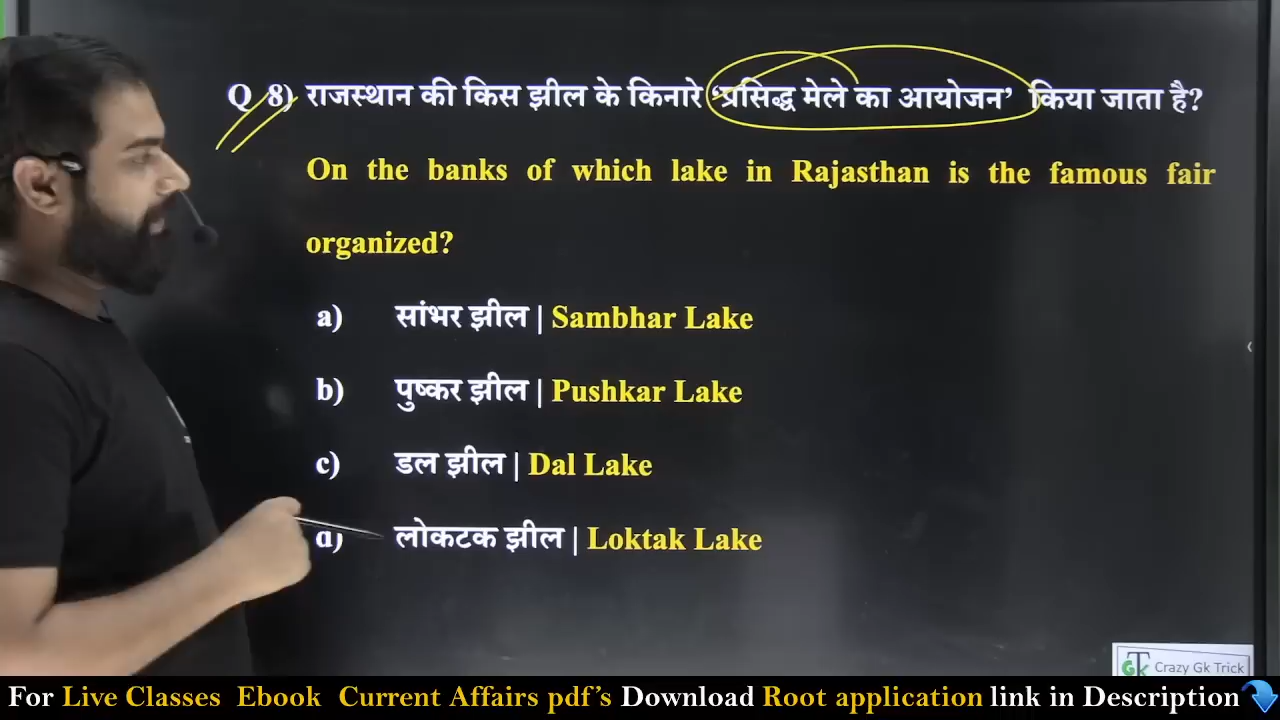 Q 8) राजस्थान की किस झील के किनारे ‘प्रसिद्ध मेले का आयोजन’ किया जाता है?
On the banks of which lake in Rajasthan is the famous fair
organized?
a) सांभर झील | Sambhar Lake
b) पुष्कर झील | Pushkar Lake
c) डल झील | Dal Lake
d) लोकटक झील | Loktak Lake
GK T Crazy Gk Trick
For Live Classes Ebook Current Affairs pdf’s Download Root application link in Description